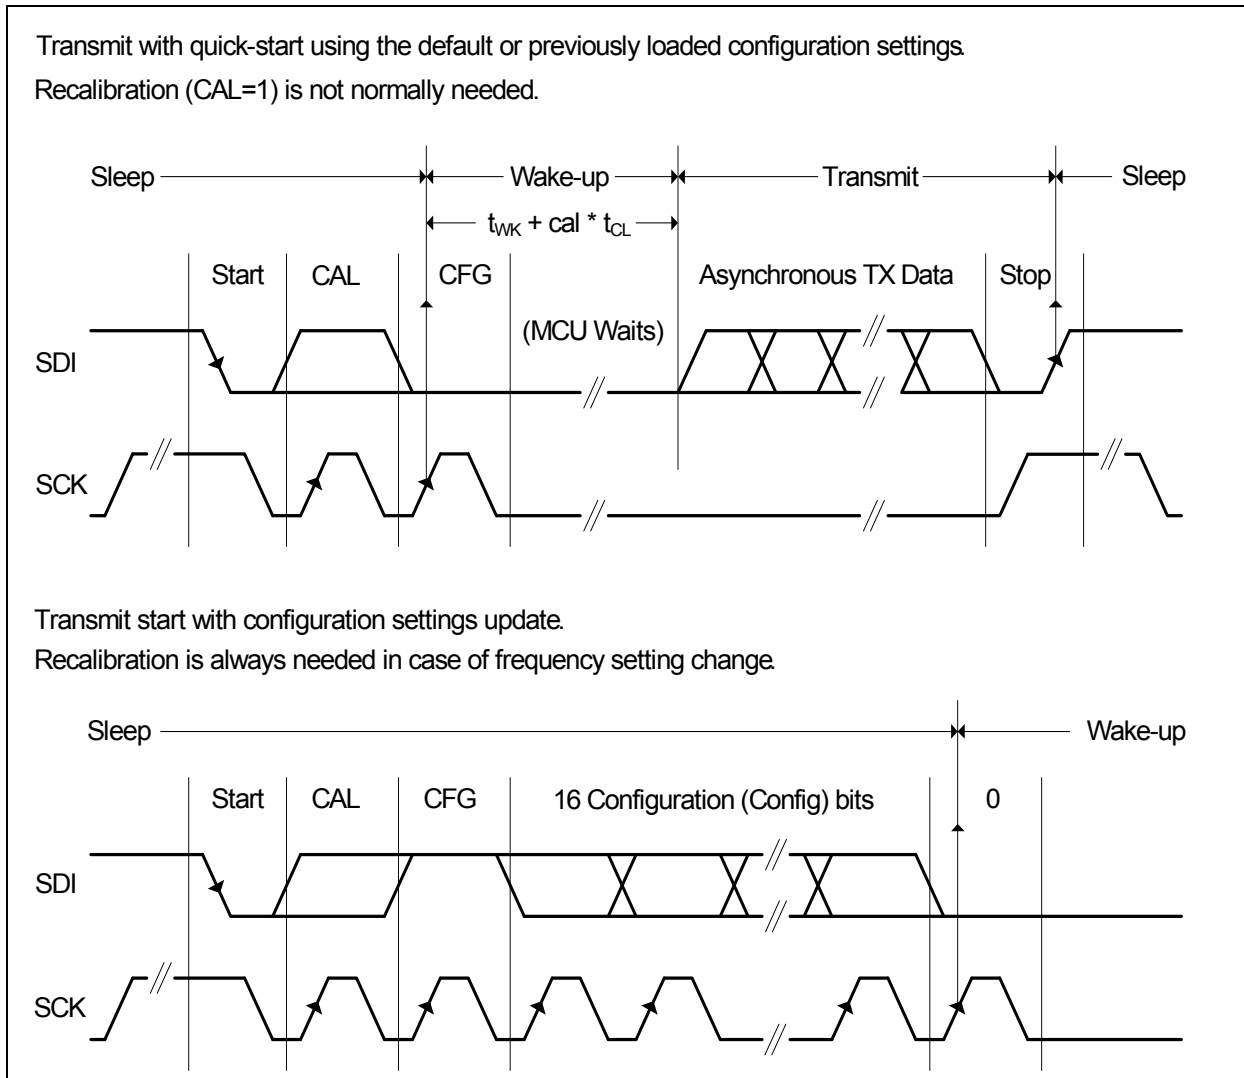 Transmit with quick-start using the default or previously loaded configuration settings.
Recalibration (CAL=1) is not normally needed.
Sleep Wake-up Transmit Sleep
tWK + cal * tCL
Start CAL CFG Asynchronous TX Data Stop
(MCU Waits)
SDI
SCK
Transmit start with configuration settings update.
Recalibration is always needed in case of frequency setting change.
Sleep Wake-up
Start CAL CFG 16 Configuration (Config) bits 0
SDI
SCK